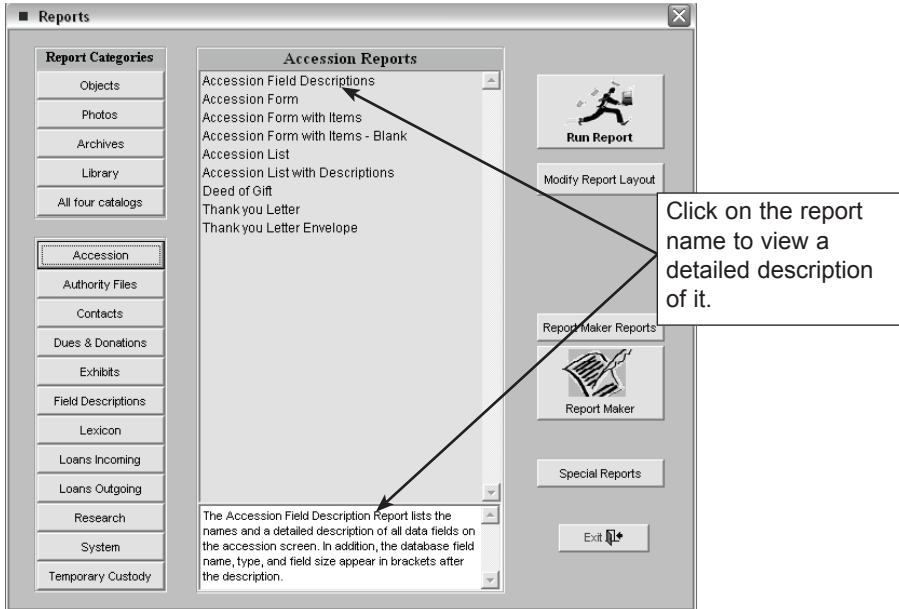 Reports
Report Categories
Objects
Photos
Archives
Library
All four catalogs
Accession
Authority Files
Contacts
Dues & Donations
Exhibits
Field Descriptions
Lexicon
Loans Incoming
Loans Outgoing
Research
System
Temporary Custody
Accession Reports
Accession Field Descriptions
Accession Form
Accession Form with Items
Accession Form with Items - Blank
Accession List
Accession List with Descriptions
Deed of Gift
Thank you Letter
Thank you Letter Envelope
The Accession Field Description Report lists the
names and a detailed description of all data fields on
the accession screen. In addition, the database field
name, type, and field size appear in brackets after
the description.
Run Report
Modify Report Layout
Report Maker Reports
Report Maker
Special Reports
Exit
Click on the report
name to view a
detailed description
of it.